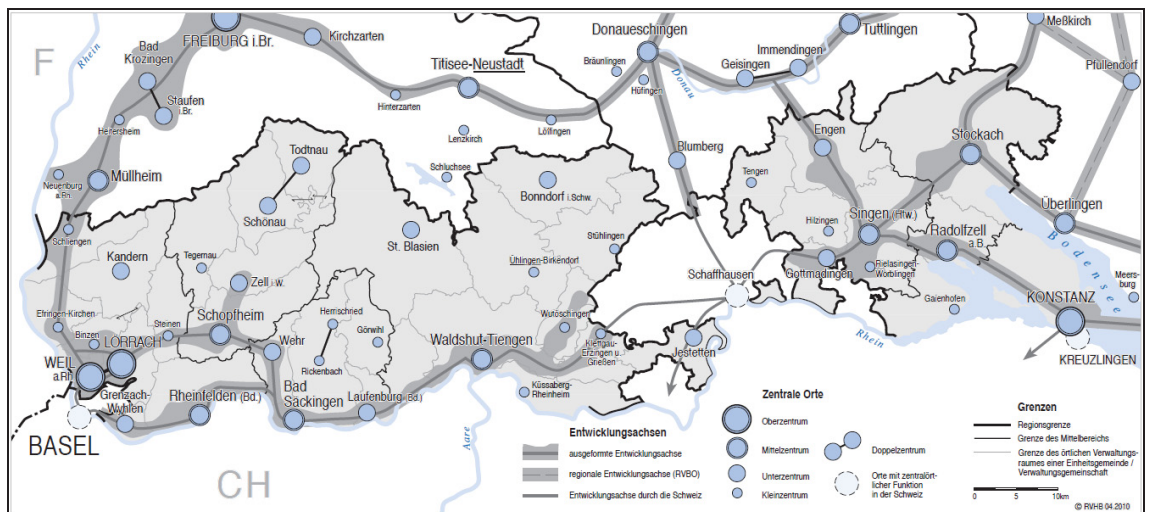 F
Rhein
FREIBURG i.Br.
Kirchzarten
Bad
Krozingen
Staufen
i.Br.
Heitersheim
Titisee-Neustadt
Hinterzarten
Lenzkirch
Löffingen
Schluchsee
Donaueschingen
Bräunlingen
Hüfingen
Donau
Geisingen
Immendingen
Tuttlingen
Meßkirch
Pfullendorf
Blumberg
Engen
Tengen
Stockach
Überlingen
Bodensee
Meers-
burg
Neuenburg
a.Rh.
Müllheim
Schliengen
Kandern
Todtnau
Schönau
Tegernau
Zell i.W.
St. Blasien
Bonndorf i.Schw.
Stühlingen
Ühlingen-Birkendorf
Hilzingen
Singen (Htwl.)
Radolfzell
a.B.
Gottmadingen
Rielasingen-
Worblingen
Gaienhofen
KONSTANZ
KREUZLINGEN
Schaffhausen
Rhein
Efringen-Kirchen
Binzen
LÖRRACH
Steinen
Schopfheim
WEIL
a.Rh.
Grenzach-
Wyhlen
Rheinfelden (Bd.)
BASEL
Wehr
Herrischried
Görwihl
Rickenbach
Bad
Säckingen
Laufenburg (Bd.)
Waldshut-Tiengen
Wutöschingen
Klettgau-
Erzingen u.
Grießen
Jestetten
Küssaberg-
Rheinheim
Aare
CH
Entwicklungsachsen
ausgeformte Entwicklungsachse
regionale Entwicklungsachse (RVBO)
Entwicklungsachse durch die Schweiz
Zentrale Orte
Oberzentrum
Mittelzentrum
Unterzentrum
Kleinzentrum
Doppelzentrum
Orte mit zentralört-
licher Funktion
in der Schweiz
Grenzen
Regionsgrenze
Grenze des Mittelbereichs
Grenze des örtlichen Verwaltungs-
raumes einer Einheitsgemeinde /
Verwaltungsgemeinschaft
0 5 10km
© RVHB 04.2010